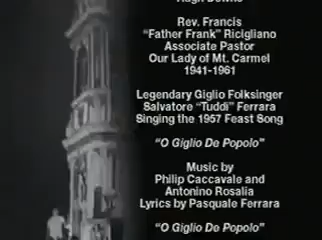 Rev. Francis
"Father Frank" Ricigliano
Associate Pastor
Our Lady of Mt. Carmel
1941-1961
Legendary Giglio Folksinger
Salvatore "Tuddi" Ferrara
Singing the 1957 Feast Song
"O Giglio De Popolo"
Music by
Philip Caccavale and
Antonino Rosalia
Lyrics by Pasquale Ferrara
"O Giglio De Popolo"